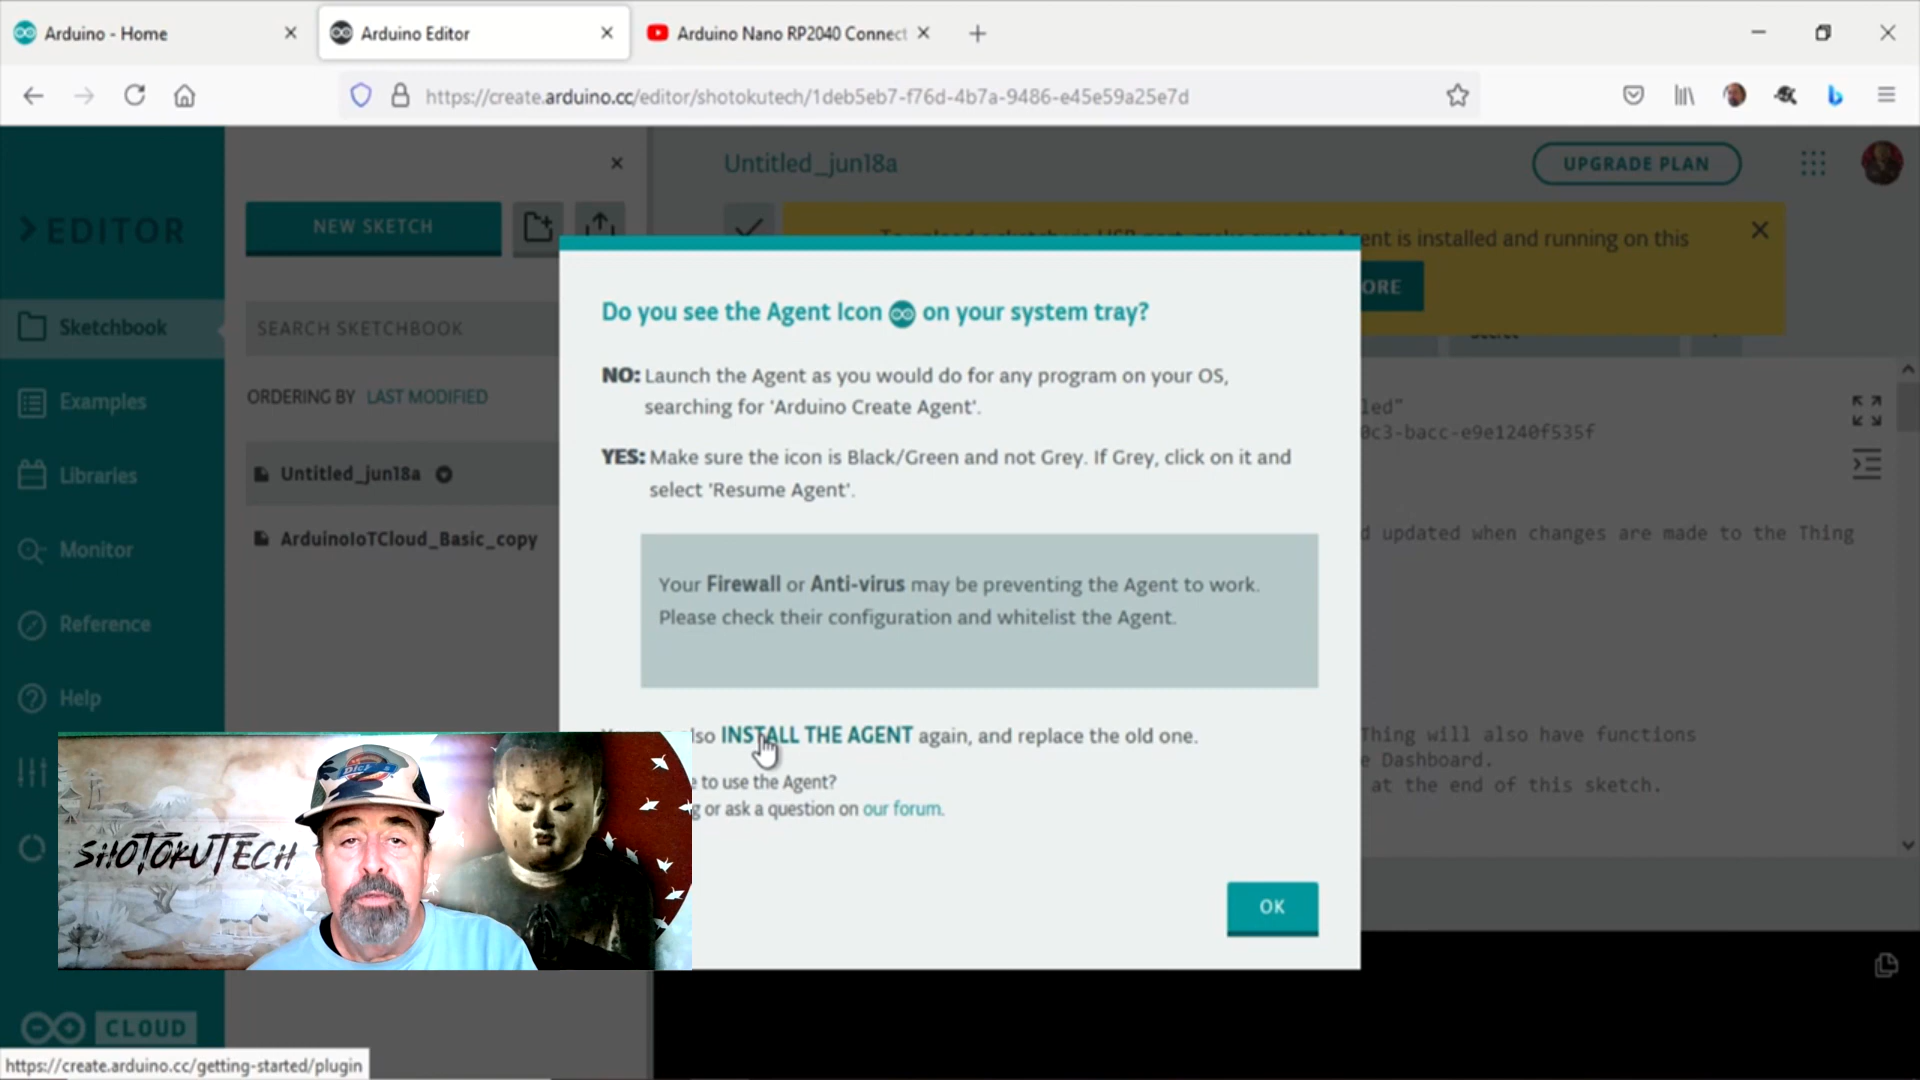 Arduino - Home
Arduino Editor
Arduino Nano RP2040 Connect
https://create.arduino.cc/editor/shotokutech/1deb5eb7-f76d-4b7a-9486-e45e59a25e7d
Untitled_jun18a
UPGRADE PLAN
>EDITOR
NEW SKETCH
ent is installed and running on this
ORE
Do you see the Agent Icon on your system tray?
Sketchbook
SEARCH SKETCHBOOK
NO: Launch the Agent as you would do for any program on your OS,
searching for 'Arduino Create Agent'.
ORDERING BY LAST MODIFIED
Examples
led"
0c3-bacc-e9e1240f535f
YES: Make sure the icon is Black/Green and not Grey. If Grey, click on it and
select 'Resume Agent'.
Libraries
Untitled_jun18a
ArduinoIoTCloud_Basic_copy
d updated when changes are made to the Thing
Monitor
Your Firewall or Anti-virus may be preventing the Agent to work.
Please check their configuration and whitelist the Agent.
Reference
Help
lso INSTALL THE AGENT again, and replace the old one.
Thing will also have functions
e Dashboard.
at the end of this sketch.
e to use the Agent?
g or ask a question on our forum.
SHOTOKUTECH
OK
CLOUD
https://create.arduino.cc/getting-started/plugin